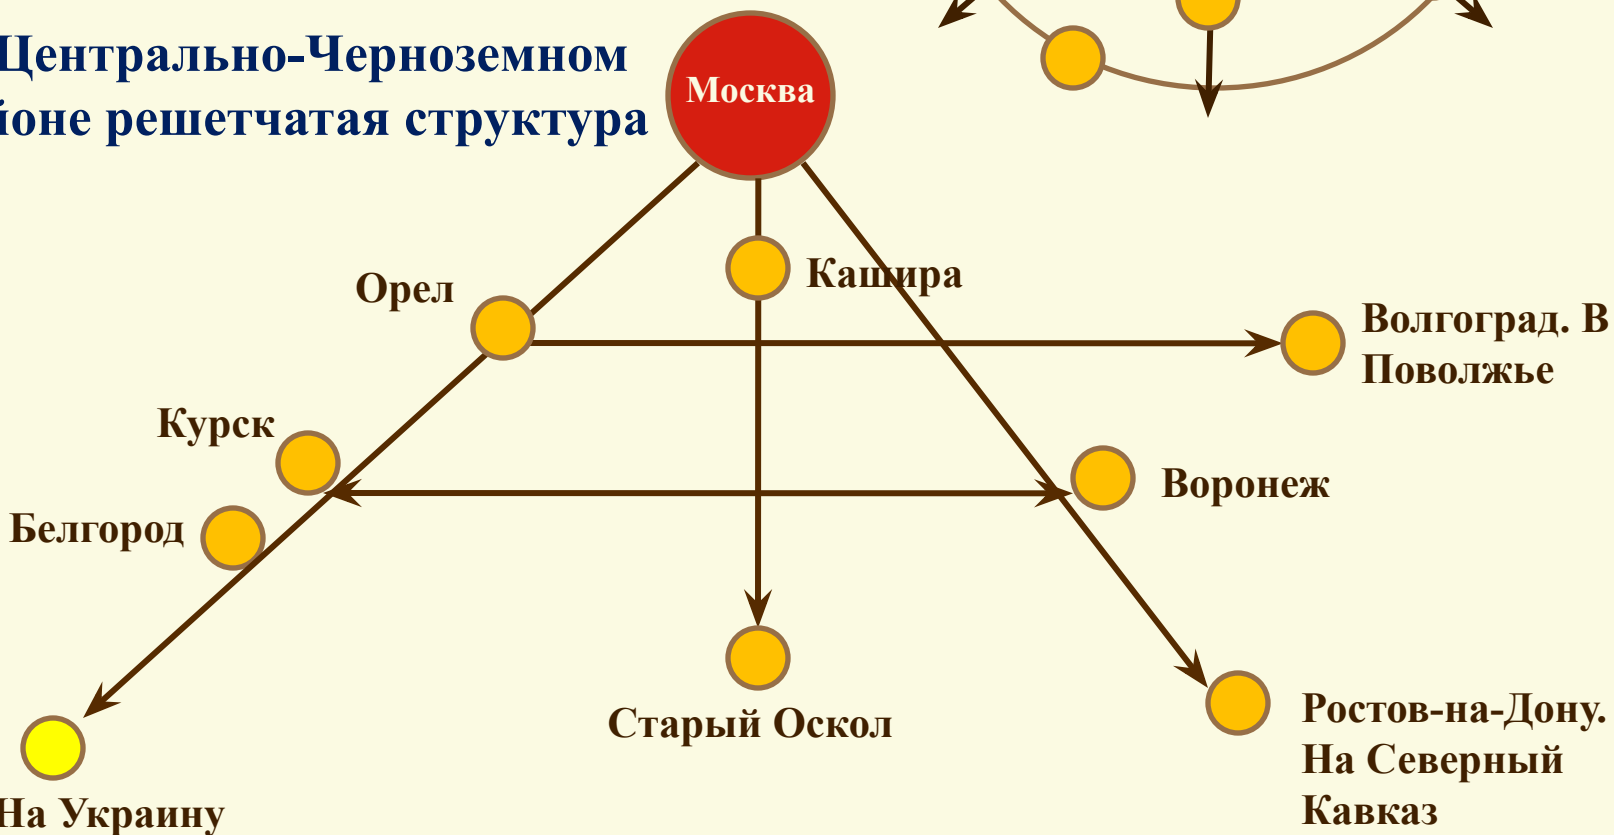 Центрально-Черноземном
йоне решетчатая структура
Москва
Орел
Кашира
Волгоград. В
Поволжье
Курск
Воронеж
Белгород
Старый Оскол
Ростов-на-Дону.
На Северный
Кавказ
На Украину